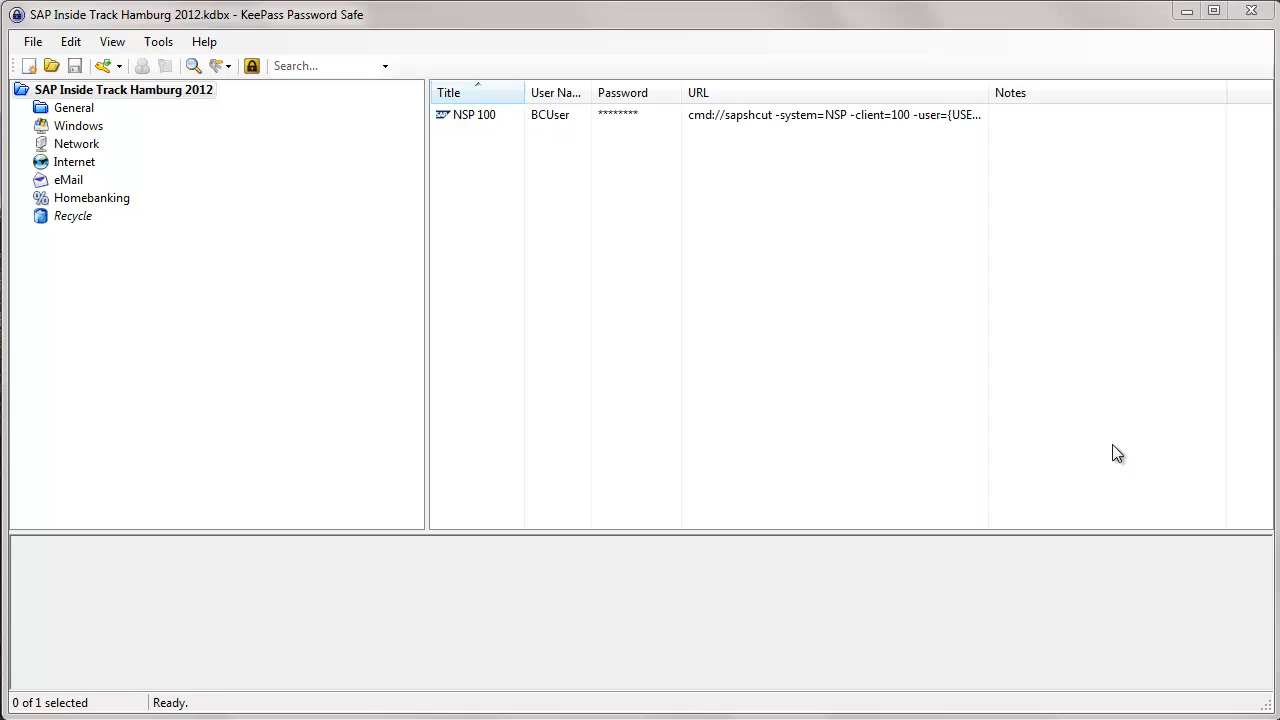 SAP Inside Track Hamburg 2012.kdbx - KeePass Password Safe
File Edit View Tools Help
Search...
SAP Inside Track Hamburg 2012
General
Windows
Network
Internet
eMail
Homebanking
Recycle
Title User Na... Password URL Notes
NSP 100 BCUser ******** cmd://sapshcut -system=NSP -client=100 -user={USE...
0 of 1 selected Ready.